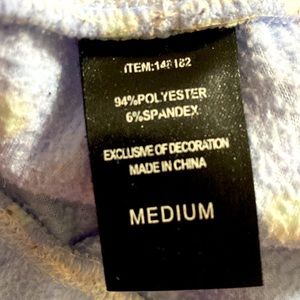 ITEM:148182
94%POLYESTER
6%SPANDEX
EXCLUSIVE OF DECORATION
MADE IN CHINA
MEDIUM